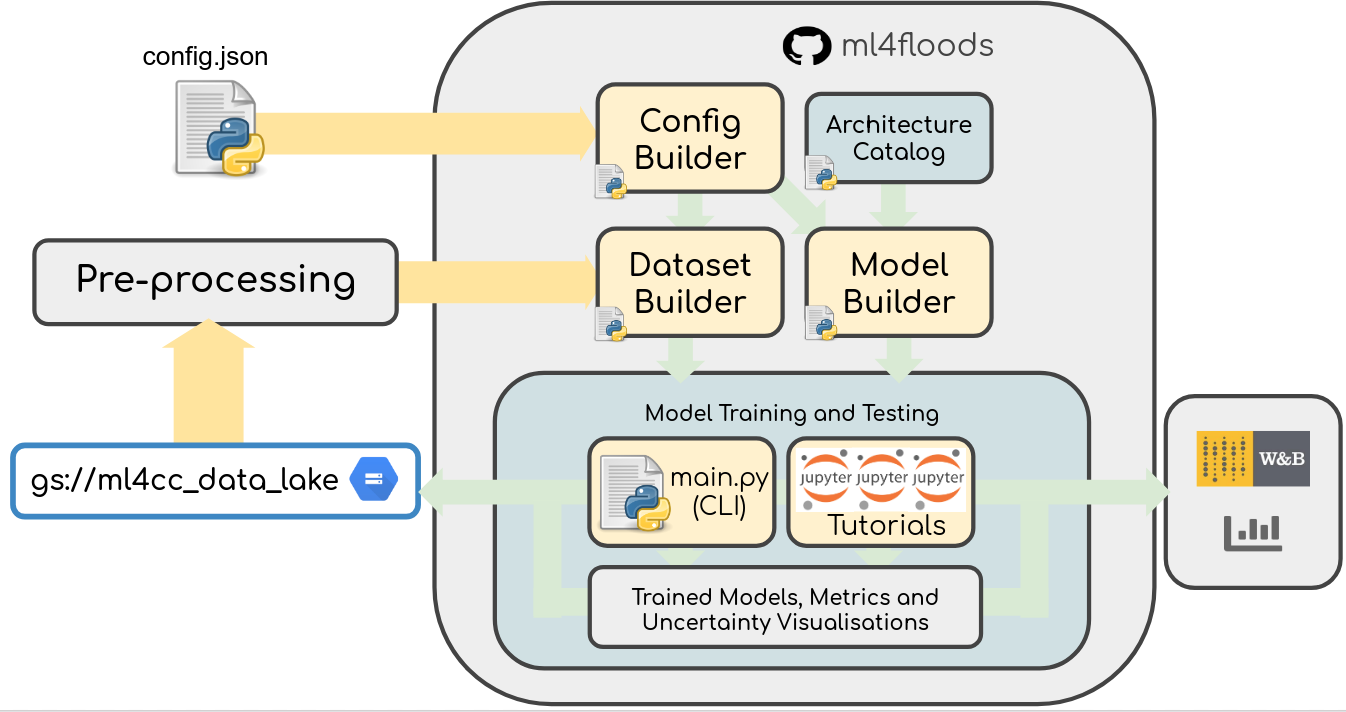 config.json
ml4floods
Config
Builder
Architecture
Catalog
Pre-processing
Dataset
Builder
Model
Builder
Model Training and Testing
gs://ml4cc_data_lake
main.py
(CLI)
jupyter jupyter jupyter
Tutorials
W&B
Trained Models, Metrics and
Uncertainty Visualisations